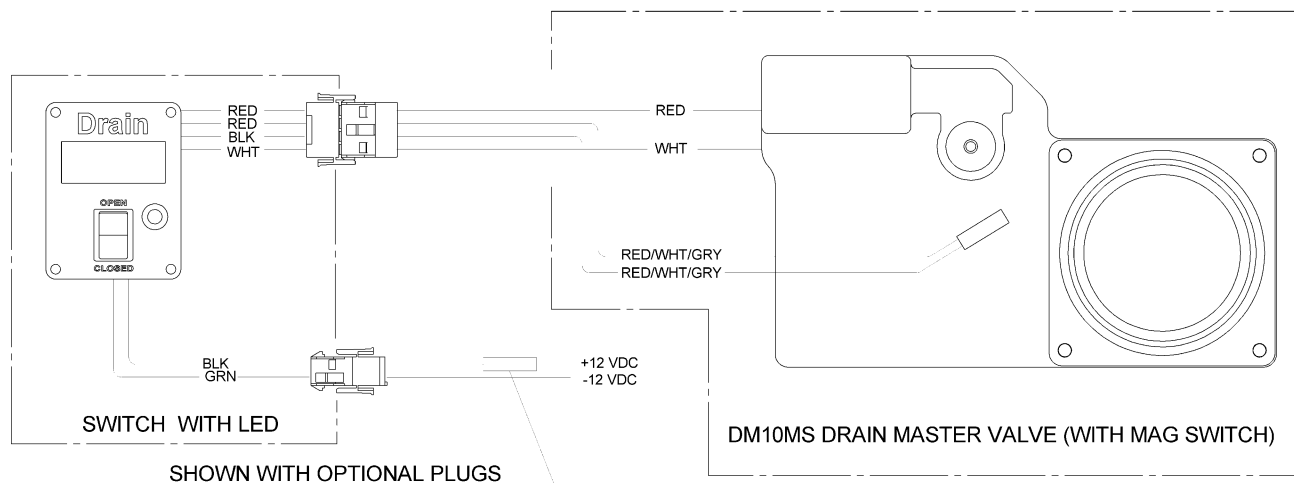 Drain
OPEN
CLOSED
RED
RED
BLK
WHT
RED
WHT
RED/WHT/GRY
RED/WHT/GRY
BLK
GRN
+12 VDC
-12 VDC
SWITCH WITH LED
SHOWN WITH OPTIONAL PLUGS
DM10MS DRAIN MASTER VALVE (WITH MAG SWITCH)